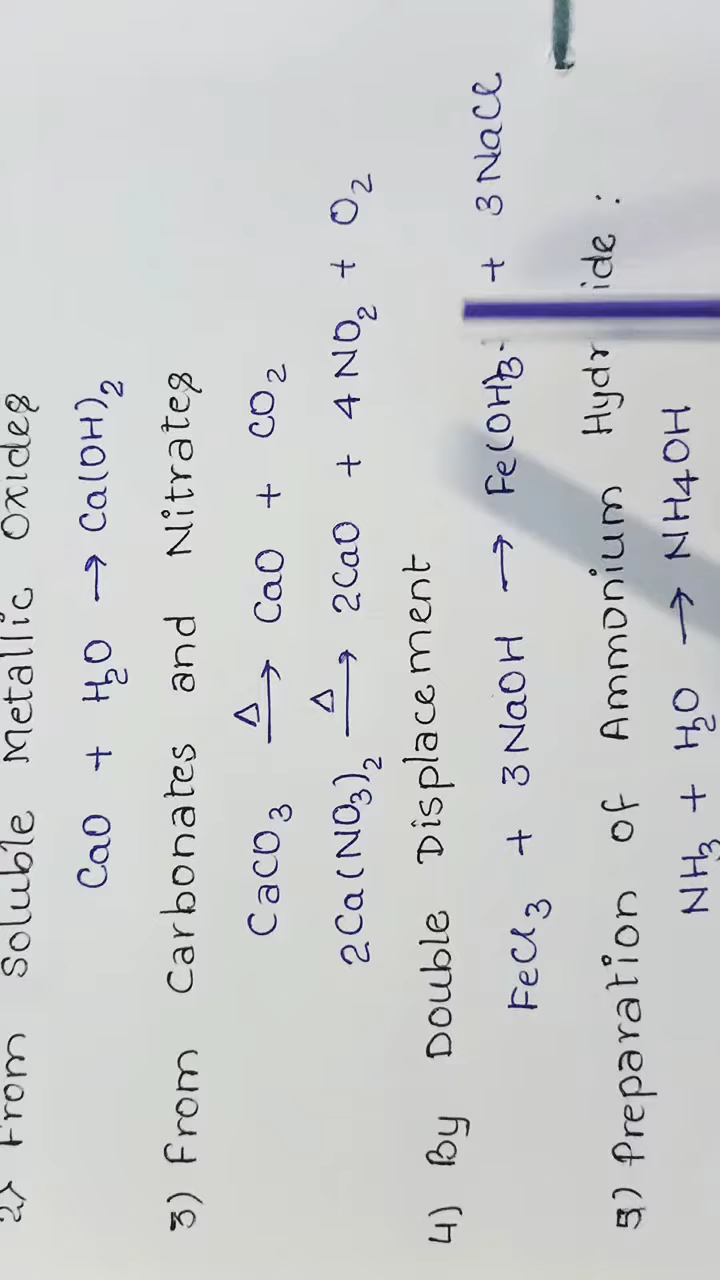 2) From Soluble Metallic Oxides
CaO + H₂O → Ca(OH)₂
3) From Carbonates and Nitrates
CaCO₃ →Δ CaO + CO₂
2Ca(NO₃)₂ →Δ 2CaO + 4NO₂ + O₂
4) By Double Displacement
FeCl₃ + 3NaOH → Fe(OH)₃ + 3NaCl
5) Preparation of Ammonium
NH₃ + H₂O → NH₄OH